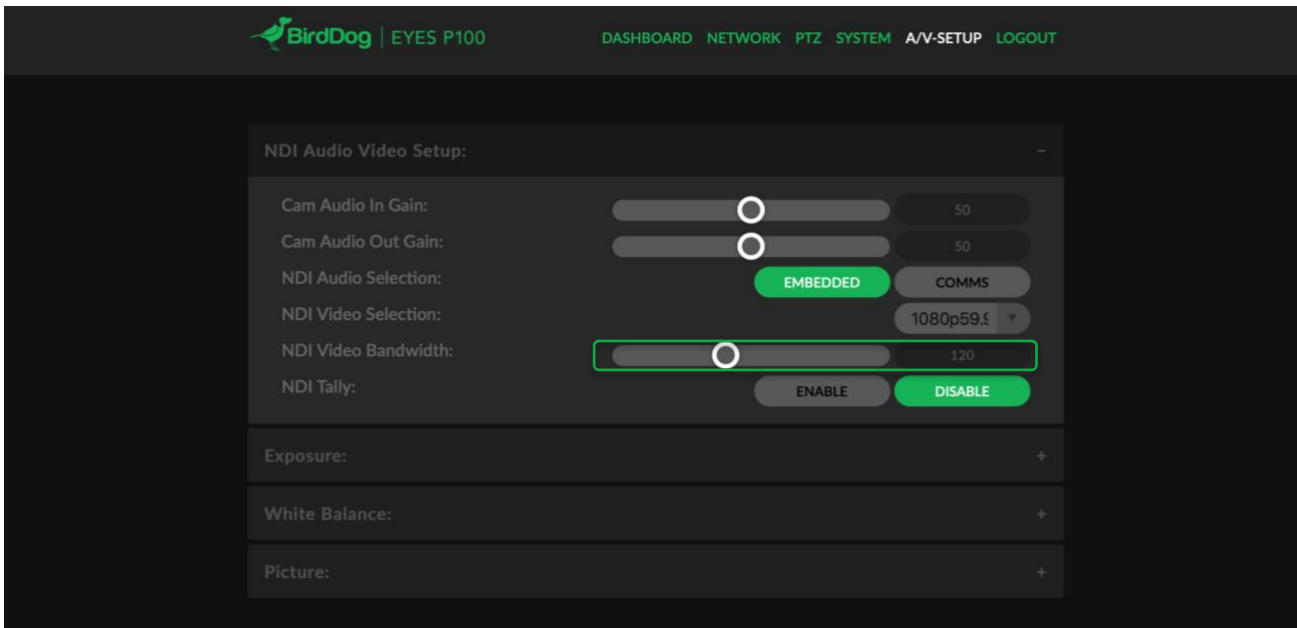 BirdDog | EYES P100
DASHBOARD NETWORK PTZ SYSTEM A/V-SETUP LOGOUT
NDI Audio Video Setup: -
Cam Audio In Gain: 50
Cam Audio Out Gain: 50
NDI Audio Selection: EMBEDDED COMMS
NDI Video Selection: 1080p59.9
NDI Video Bandwidth: 120
NDI Tally: ENABLE DISABLE
Exposure: +
White Balance: +
Picture: +